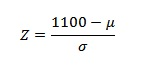 Z = (1100 − μ) / σ